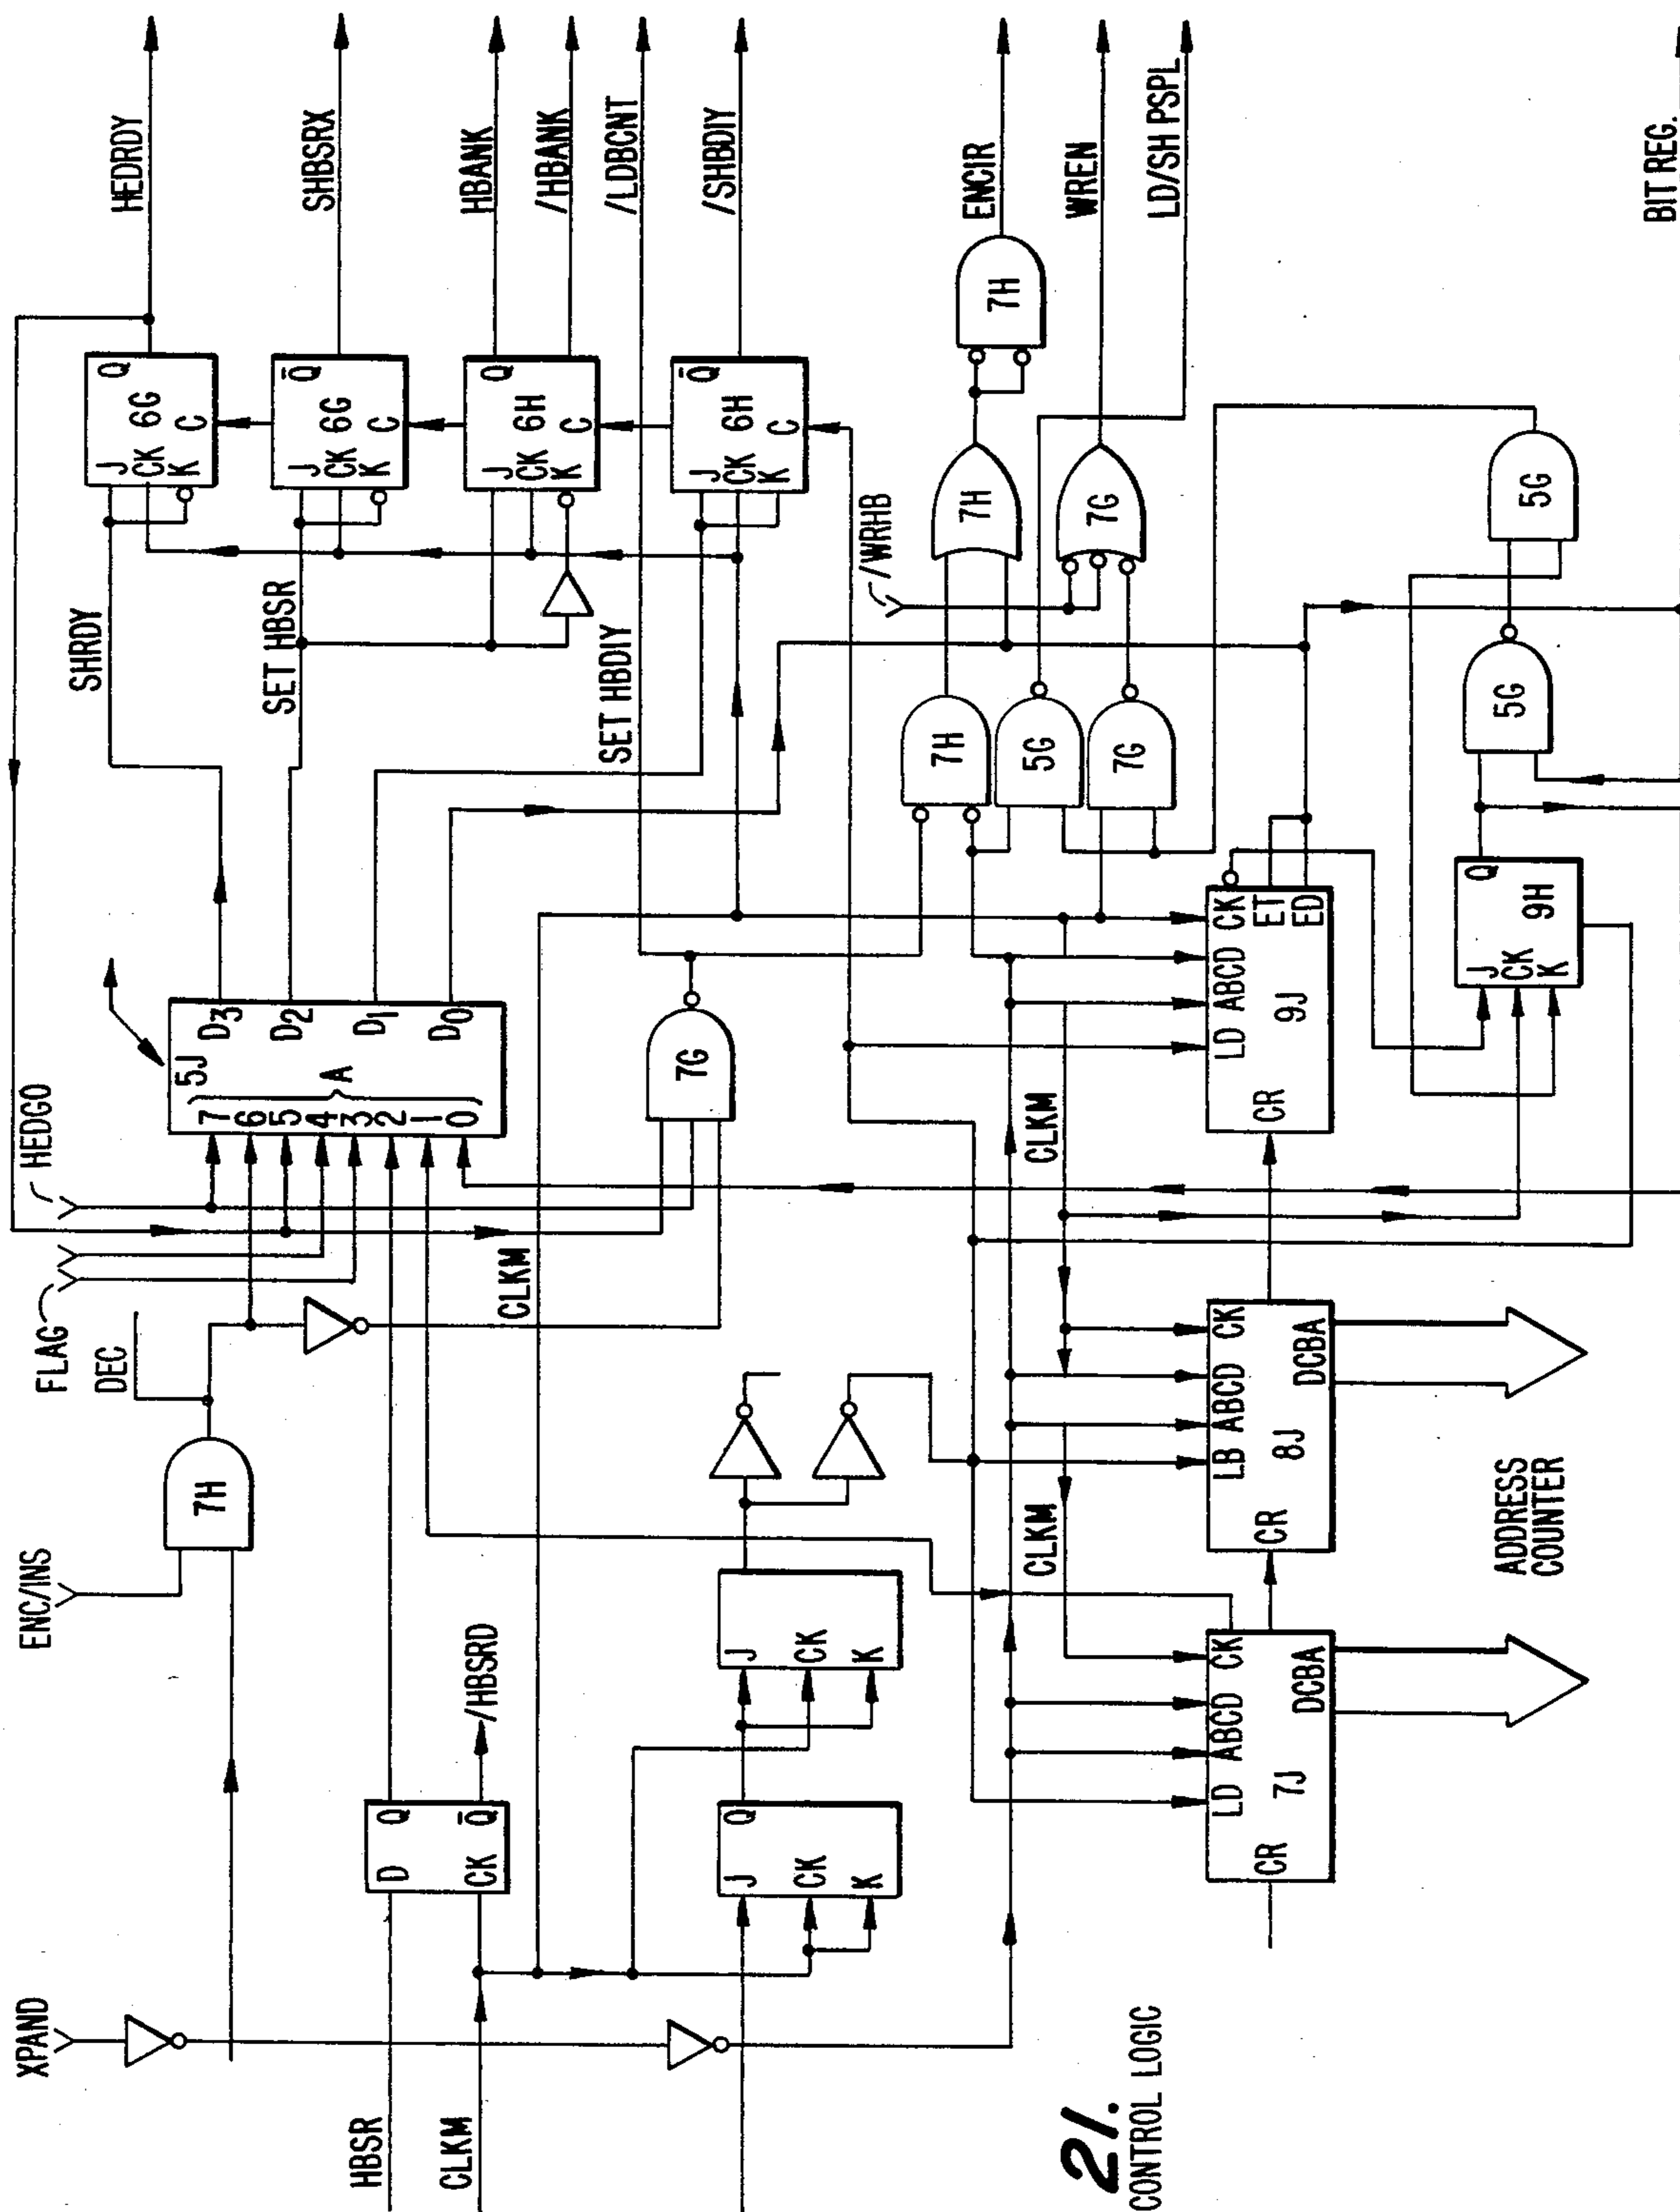 HEDRDY
SHBSRX
HBANK
/HBANK
/LDBCNT
/SHBDIY
ENCIR
WREN
LD/SH PSPL
BIT REG.
J Q
CK 6G
K C
J Q̄
CK 6G
K C
J Q
CK 6H
K C
J Q̄
CK 6H
K C
7H
7H
7G
5G
/WRHB
SHRDY
SET HBSR
SET HBDIY
7H
5G
7G
5G
HEDGO
5J
D3
D2
D1
D0
A
7 6 5 4 3 2 1 0
7G
CK
ET
ED
LD ABCD
9J
CR
Q
9H
J
CK
K
CLKM
CLKM
FLAG
DEC
ENC/INS
7H
/HBSRD
J
CK
K
CLKM
CK
LB ABCD
DCBA
8J
CR
ADDRESS
COUNTER
CK
LD ABCD
DCBA
7J
CR
D Q
CK Q̄
J Q
CK
K
XPAND
HBSR
CLKM
21.
CONTROL LOGIC